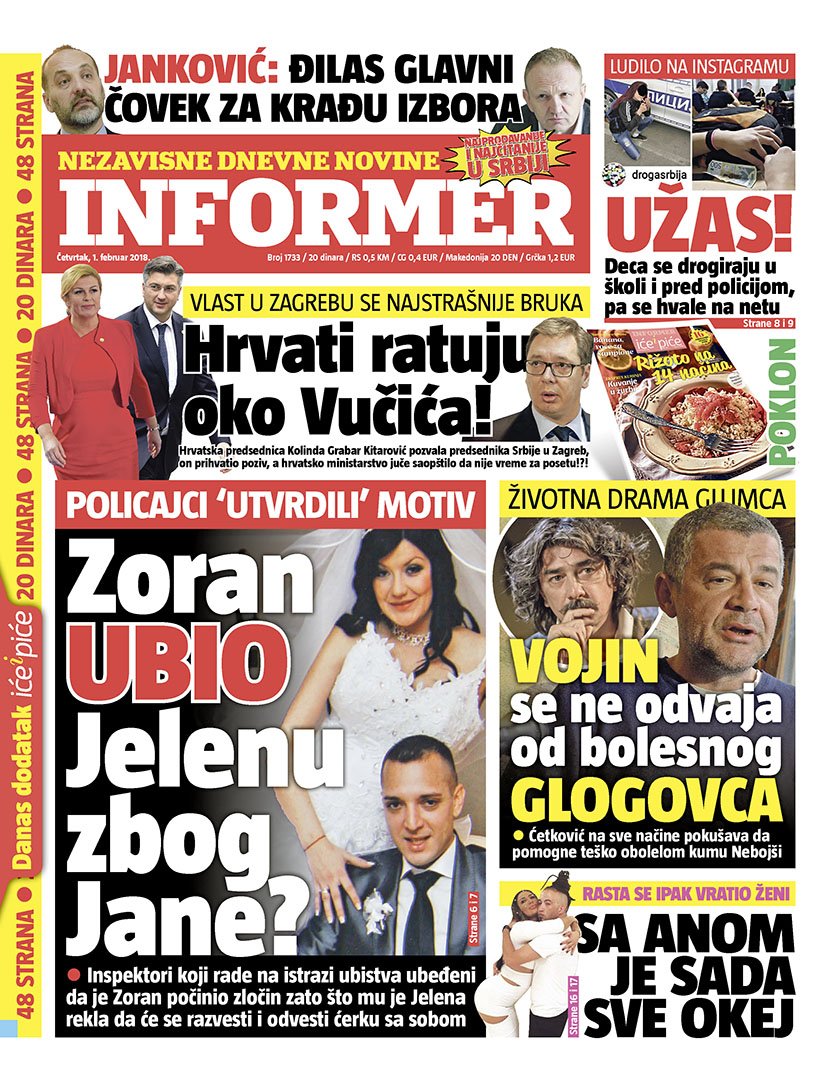 JANKOVIĆ: ĐILAS GLAVNI
ČOVEK ZA KRAĐU IZBORA
LUDILO NA INSTAGRAMU
drogasrbija
UŽAS!
Deca se drogiraju u
školi i pred policijom,
pa se hvale na netu
Strane 8 i 9
NEZAVISNE DNEVNE NOVINE
NAJPRODAVANIJE
I NAJČITANIJE
U SRBIJI
INFORMER
Četvrtak, 1. februar 2018.
Broj 1733 / 20 dinara / RS 0,5 KM / CG 0,4 EUR / Makedonija 20 DEN / Grčka 1,2 EUR
VLAST U ZAGREBU SE NAJSTRAŠNIJE BRUKA
Hrvati ratuju
oko Vučića!
Hrvatska predsednica Kolinda Grabar Kitarović pozvala predsednika Srbije u Zagreb,
on prihvatio poziv, a hrvatsko ministarstvo juče saopštilo da nije vreme za posetu!?!
INFORMER
iće i piće
Rižoto na
14 načina
Kuvanje
POKLON
POLICAJCI ‘UTVRDILI’ MOTIV
Zoran
UBIO
Jelenu
zbog
Jane?
Strane 6 i 7
● Inspektori koji rade na istrazi ubistva ubeđeni
da je Zoran počinio zločin zato što mu je Jelena
rekla da će se razvesti i odvesti ćerku sa sobom
ŽIVOTNA DRAMA GLUMCA
VOJIN
se ne odvaja
od bolesnog
GLOGOVCA
● Ćetković na sve načine pokušava da
pomogne teško obolelom kumu Nebojši
RASTA SE IPAK VRATIO ŽENI
SA ANOM
JE SADA
SVE OKEJ
Strane 16 i 17
48 STRANA ● Danas dodatak iće i piće 20 DINARA ● 48 STRANA ● 20 DINARA ● 48 STRANA